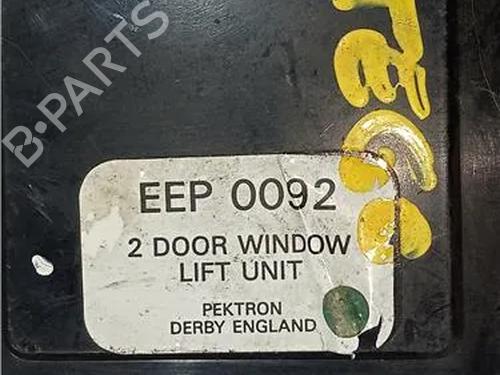 B-PARTS
EEP 0092
2 DOOR WINDOW
LIFT UNIT
PEKTRON
DERBY ENGLAND